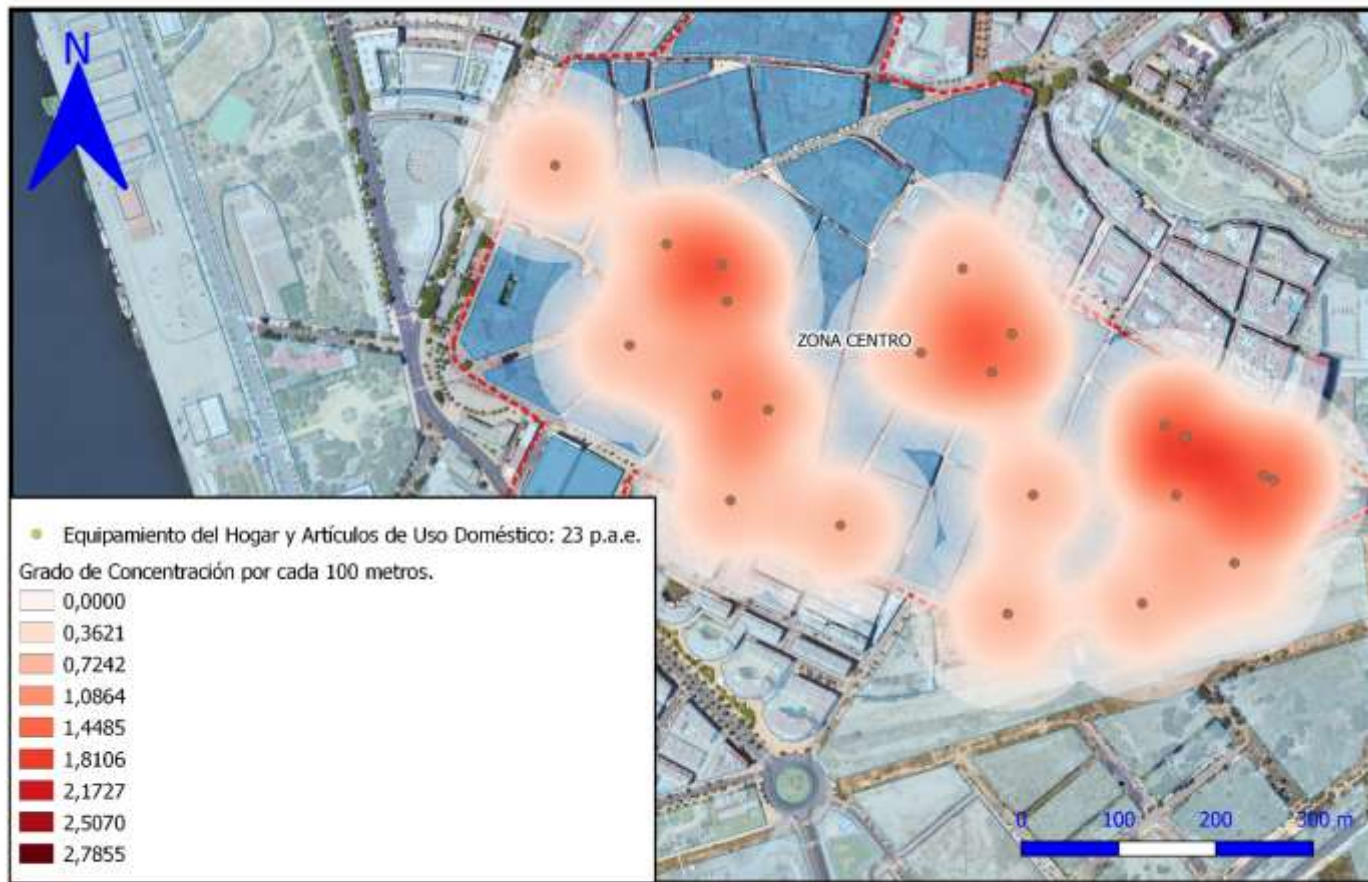 N
ZONA CENTRO
Equipamiento del Hogar y Artículos de Uso Doméstico: 23 p.a.e.
Grado de Concentración por cada 100 metros.
0,0000
0,3621
0,7242
1,0864
1,4485
1,8106
2,1727
2,5070
2,7855
0 100 200 300 m